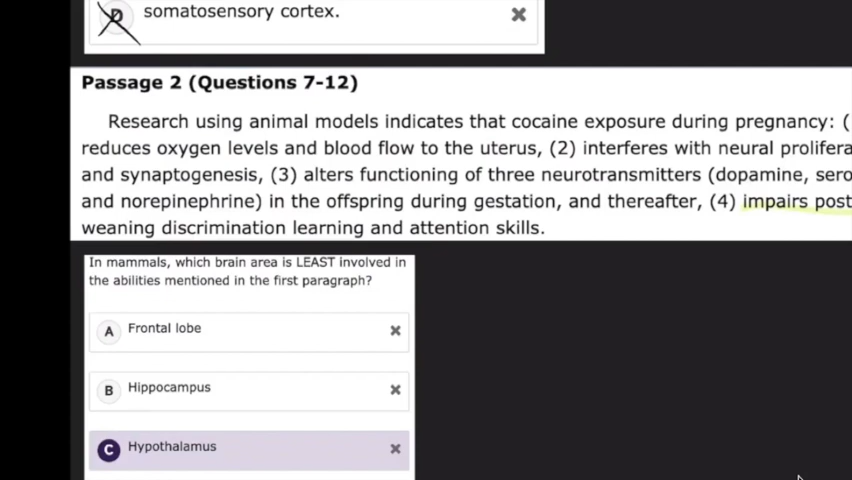 D somatosensory cortex. ✖
Passage 2 (Questions 7-12)
Research using animal models indicates that cocaine exposure during pregnancy: (
reduces oxygen levels and blood flow to the uterus, (2) interferes with neural prolifera
and synaptogenesis, (3) alters functioning of three neurotransmitters (dopamine, sero
and norepinephrine) in the offspring during gestation, and thereafter, (4) impairs post
weaning discrimination learning and attention skills.
In mammals, which brain area is LEAST involved in
the abilities mentioned in the first paragraph?
A Frontal lobe ✖
B Hippocampus ✖
C Hypothalamus ✖